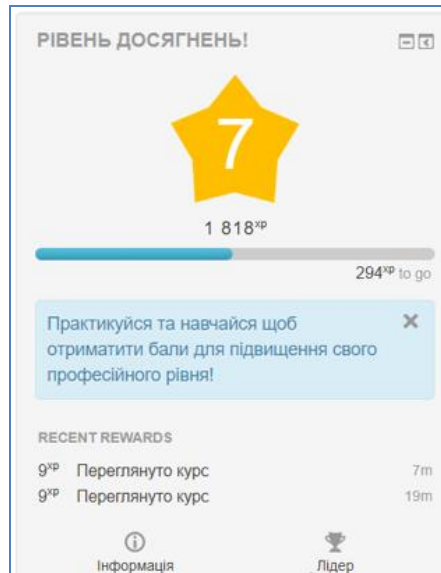 РІВЕНЬ ДОСЯГНЕНЬ!
7
1 818xp
294xp to go
Практикуйся та навчайся щоб
отриматити бали для підвищення свого
професійного рівня!
RECENT REWARDS
9xp Переглянуто курс 7m
9xp Переглянуто курс 19m
Інформація Лідер